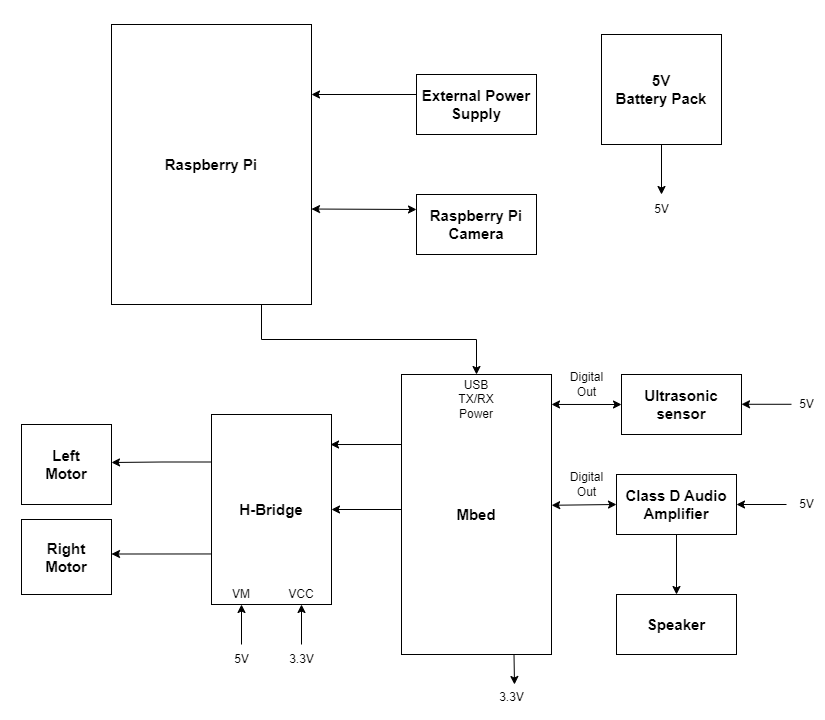 Raspberry Pi
External Power
Supply
5V
Battery Pack
5V
Raspberry Pi
Camera
USB
TX/RX
Power
Mbed
3.3V
Digital
Out
Ultrasonic
sensor
5V
Digital
Out
Class D Audio
Amplifier
5V
Speaker
Left
Motor
Right
Motor
H-Bridge
VM
VCC
5V
3.3V